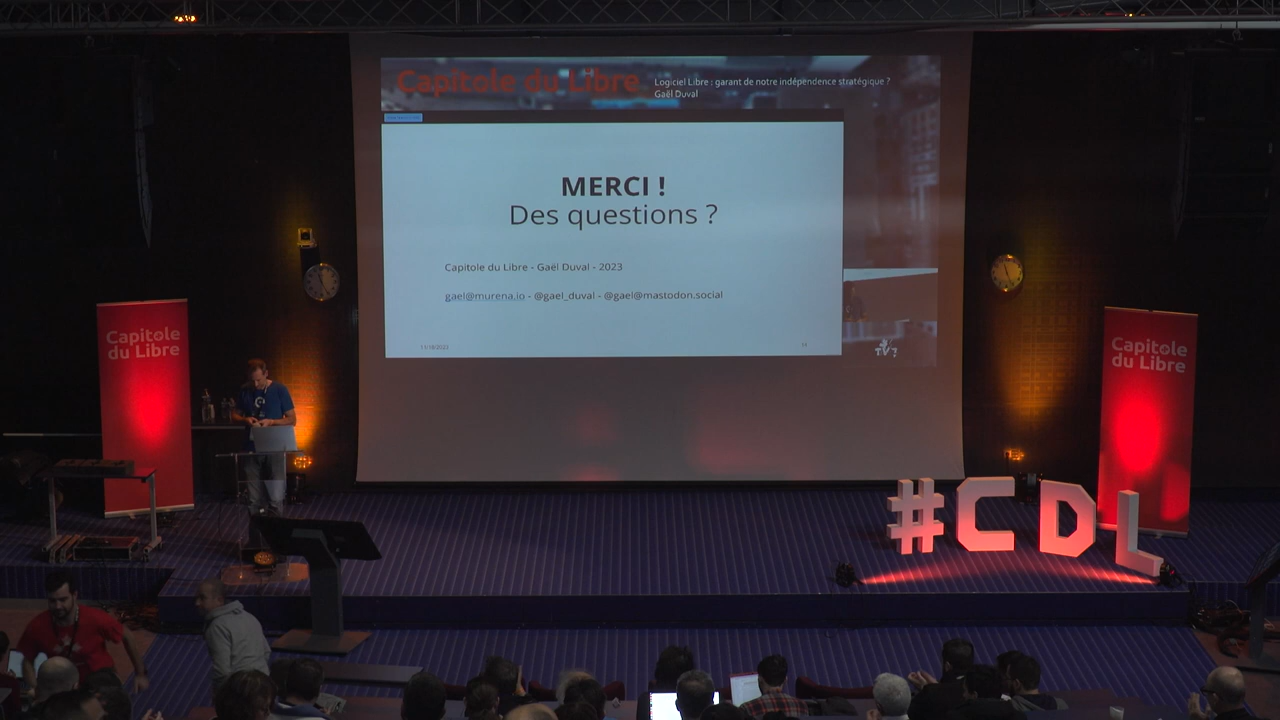 Capitole du Libre
Logiciel Libre : garant de notre indépendence stratégique ?
Gaël Duval
MERCI !
Des questions ?
Capitole du Libre - Gaël Duval - 2023
gael@murena.io - @gael_duval - @gael@mastodon.social
Capitole
du Libre
Capitole
du Libre
#CDL